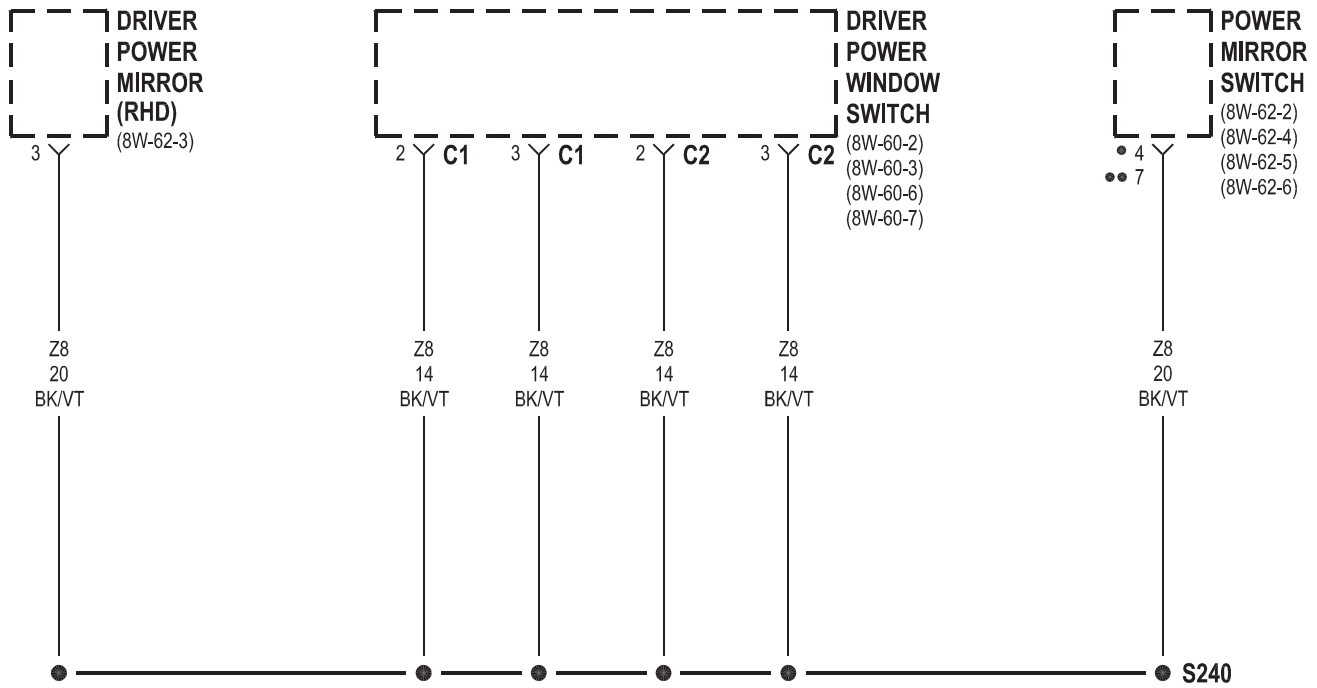 DRIVER
POWER
MIRROR
(RHD)
(8W-62-3)
DRIVER
POWER
WINDOW
SWITCH
(8W-60-2)
(8W-60-3)
(8W-60-6)
(8W-60-7)
POWER
MIRROR
SWITCH
(8W-62-2)
(8W-62-4)
(8W-62-5)
(8W-62-6)
3
2 C1
3 C1
2 C2
3 C2
• 4
•• 7
Z8
20
BK/VT
Z8
14
BK/VT
Z8
14
BK/VT
Z8
14
BK/VT
Z8
14
BK/VT
Z8
20
BK/VT
S240